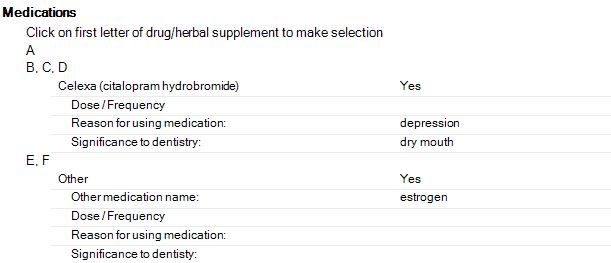 Medications
Click on first letter of drug/herbal supplement to make selection
A
B, C, D
Celexa (citalopram hydrobromide) Yes
Dose / Frequency
Reason for using medication: depression
Significance to dentistry: dry mouth
E, F
Other Yes
Other medication name: estrogen
Dose / Frequency
Reason for using medication:
Significance to dentisty: